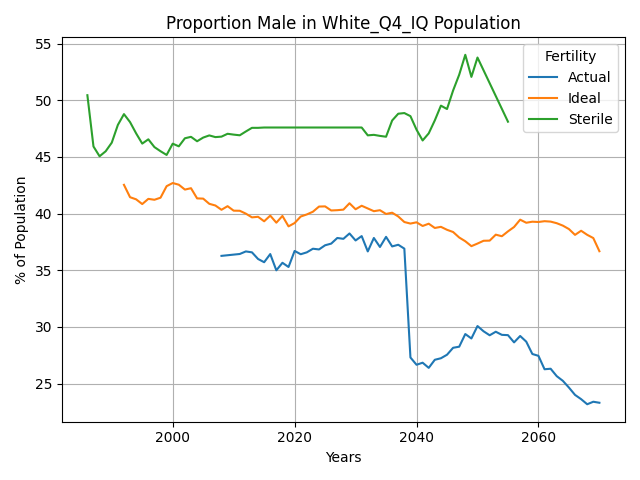 Proportion Male in White_Q4_IQ Population
% of Population
55
50
45
40
35
30
25
2000
2020
2040
2060
Years
Fertility
Actual
Ideal
Sterile